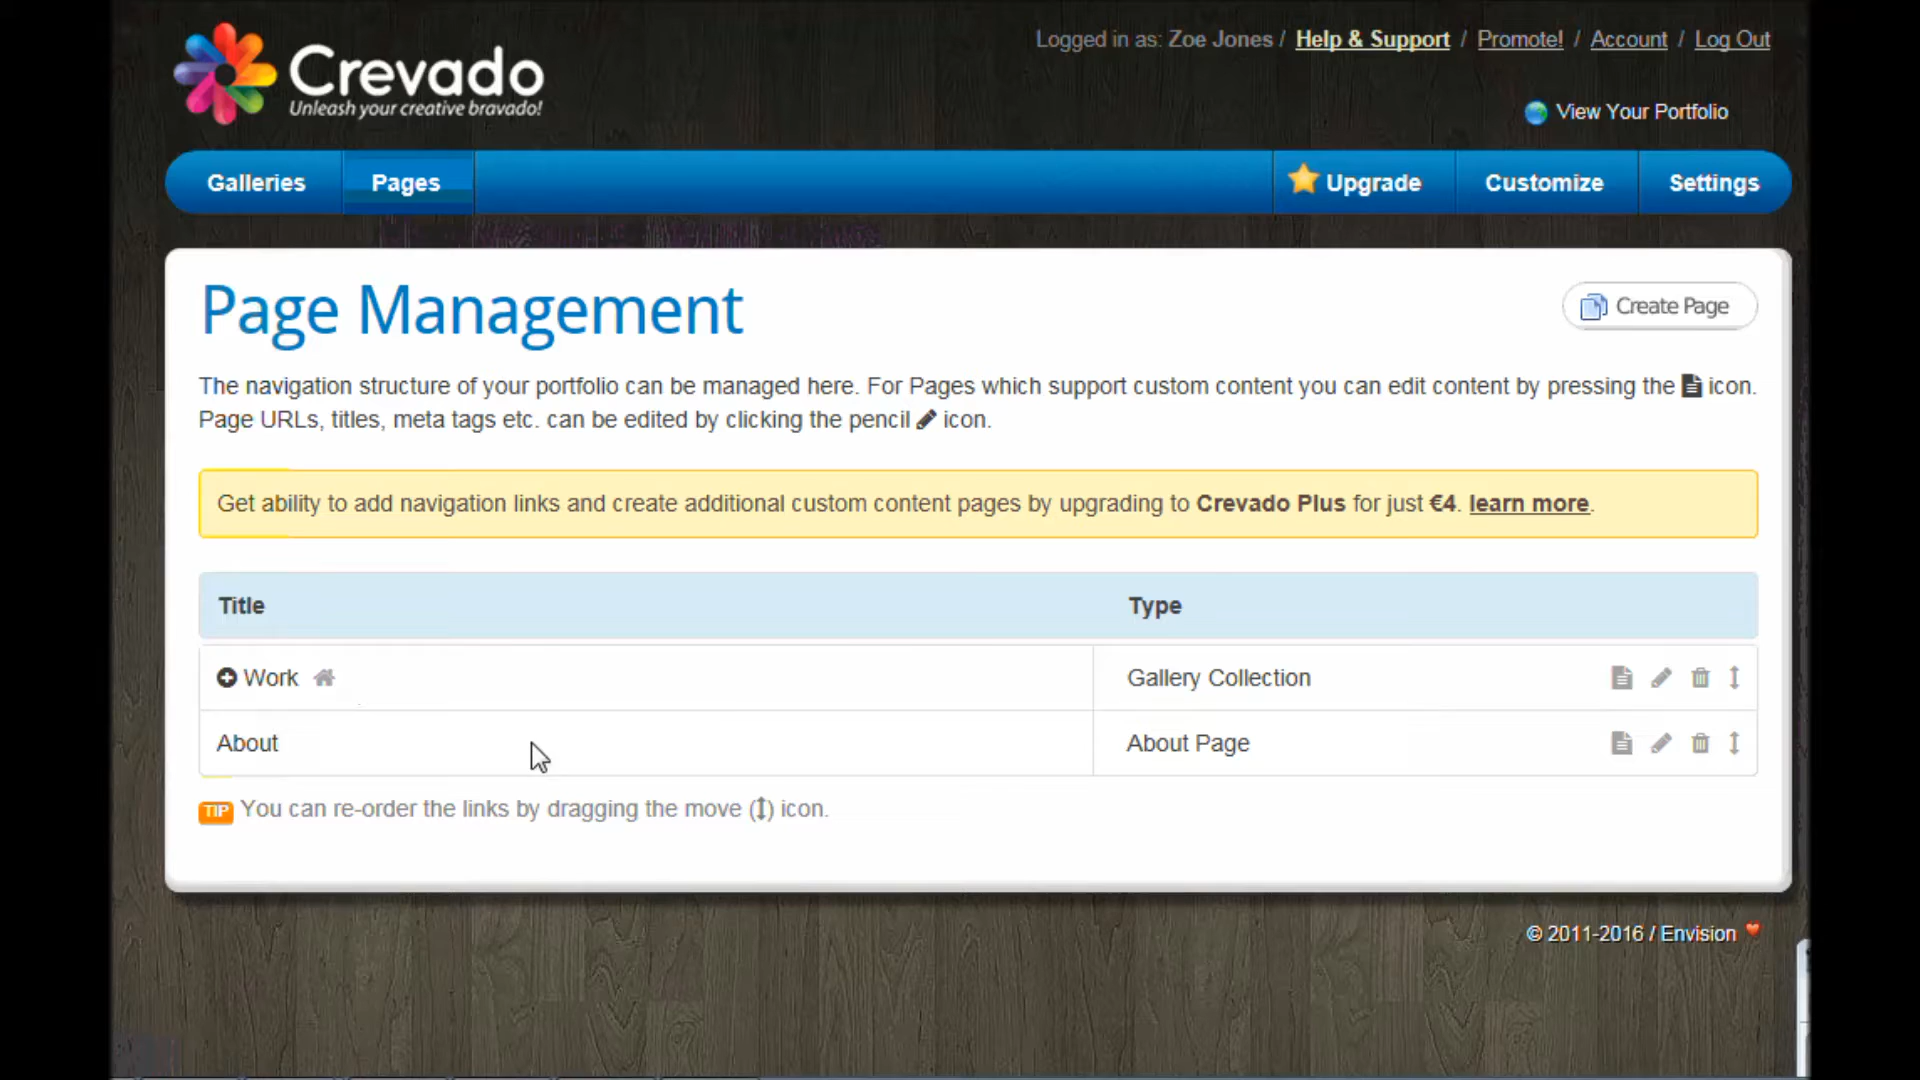 Crevado
Unleash your creative bravado!
Logged in as: Zoe Jones / Help & Support / Promote! / Account / Log Out
View Your Portfolio
Galleries Pages Upgrade Customize Settings
Page Management
Create Page
The navigation structure of your portfolio can be managed here. For Pages which support custom content you can edit content by pressing the icon.
Page URLs, titles, meta tags etc. can be edited by clicking the pencil icon.
Get ability to add navigation links and create additional custom content pages by upgrading to Crevado Plus for just €4. learn more.
Title Type
Work Gallery Collection
About About Page
TIP You can re-order the links by dragging the move (↕) icon.
© 2011-2016 / Envision